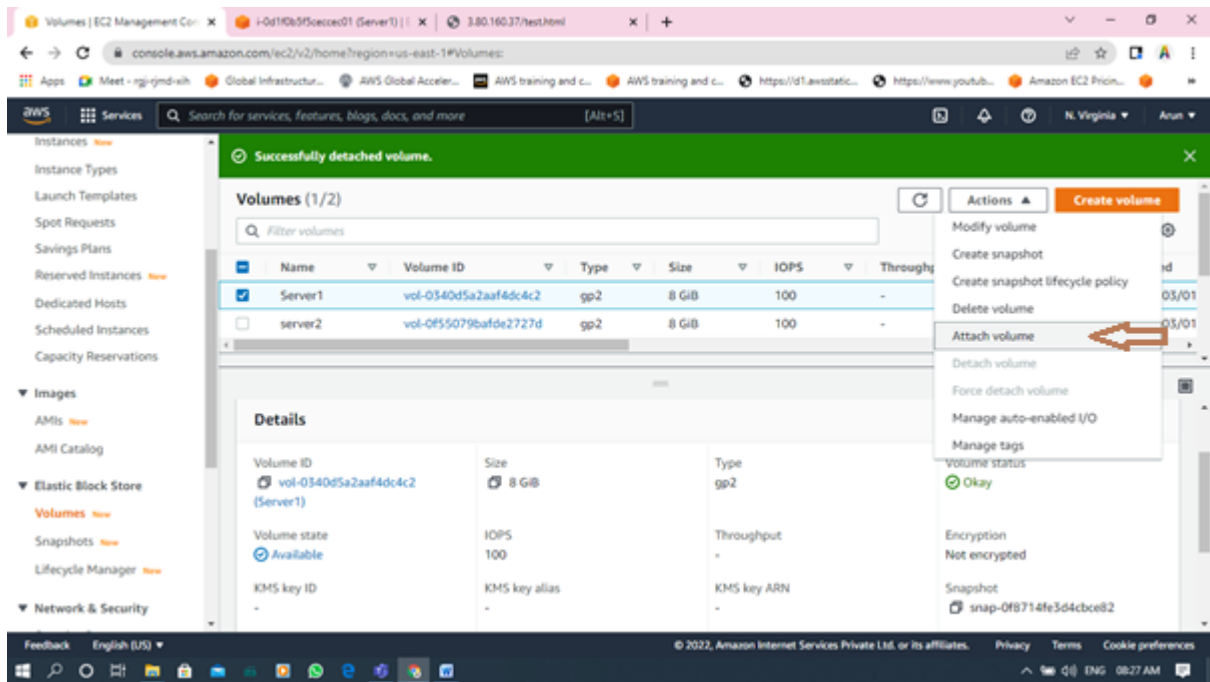 Volumes | EC2 Management Con
i-0d1f0b5f5ceccec01 (Server1) | I
3.80.160.37/test.html
console.aws.amazon.com/ec2/v2/home?region=us-east-1#Volumes:
Apps
Meet - rgj-rjnd-xih
Global Infrastructur...
AWS Global Acceler...
AWS training and c...
AWS training and c...
https://d1.awsstatic...
https://www.youtub...
Amazon EC2 Pricin...
aws
Services
Search for services, features, blogs, docs, and more
[Alt+S]
N. Virginia
Arun
Instances New
Instance Types
Launch Templates
Spot Requests
Savings Plans
Reserved Instances New
Dedicated Hosts
Scheduled Instances
Capacity Reservations
Images
AMIs New
AMI Catalog
Elastic Block Store
Volumes New
Snapshots New
Lifecycle Manager New
Network & Security
Successfully detached volume.
Volumes (1/2)
Actions
Create volume
Filter volumes
Name Volume ID Type Size IOPS Throughp
Server1 vol-0340d5a2aaf4dc4c2 gp2 8 GiB 100 - 03/01
server2 vol-0f55079bafde2727d gp2 8 GiB 100 - 03/01
Modify volume
Create snapshot
Create snapshot lifecycle policy
Delete volume
Attach volume
Detach volume
Force detach volume
Manage auto-enabled I/O
Manage tags
Details
Volume ID
vol-0340d5a2aaf4dc4c2
(Server1)
Size
8 GiB
Type
gp2
Volume status
Okay
Volume state
Available
IOPS
100
Throughput
-
Encryption
Not encrypted
KMS key ID
-
KMS key alias
-
KMS key ARN
-
Snapshot
snap-0f8714fe3d4cbce82
Feedback
English (US)
© 2022, Amazon Internet Services Private Ltd. or its affiliates.
Privacy
Terms
Cookie preferences
ENG
08:27 AM